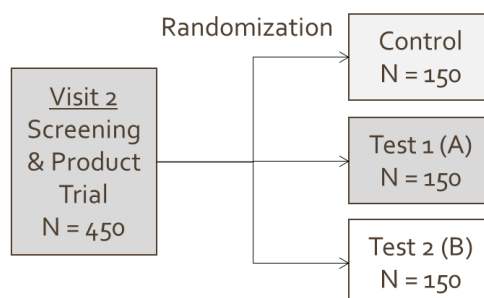 Randomization
Visit 2
Screening
& Product
Trial
N = 450
Control
N = 150
Test 1 (A)
N = 150
Test 2 (B)
N = 150